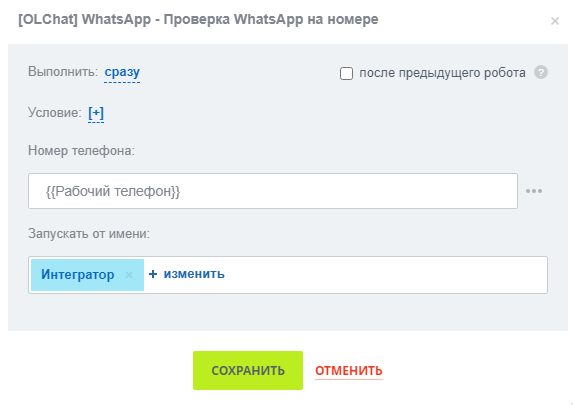 [OLChat] WhatsApp - Проверка WhatsApp на номере ×
Выполнить: сразу после предыдущего робота ?
Условие: [+]
Номер телефона:
{{Рабочий телефон}} •••
Запускать от имени:
Интегратор × + изменить
СОХРАНИТЬ ОТМЕНИТЬ